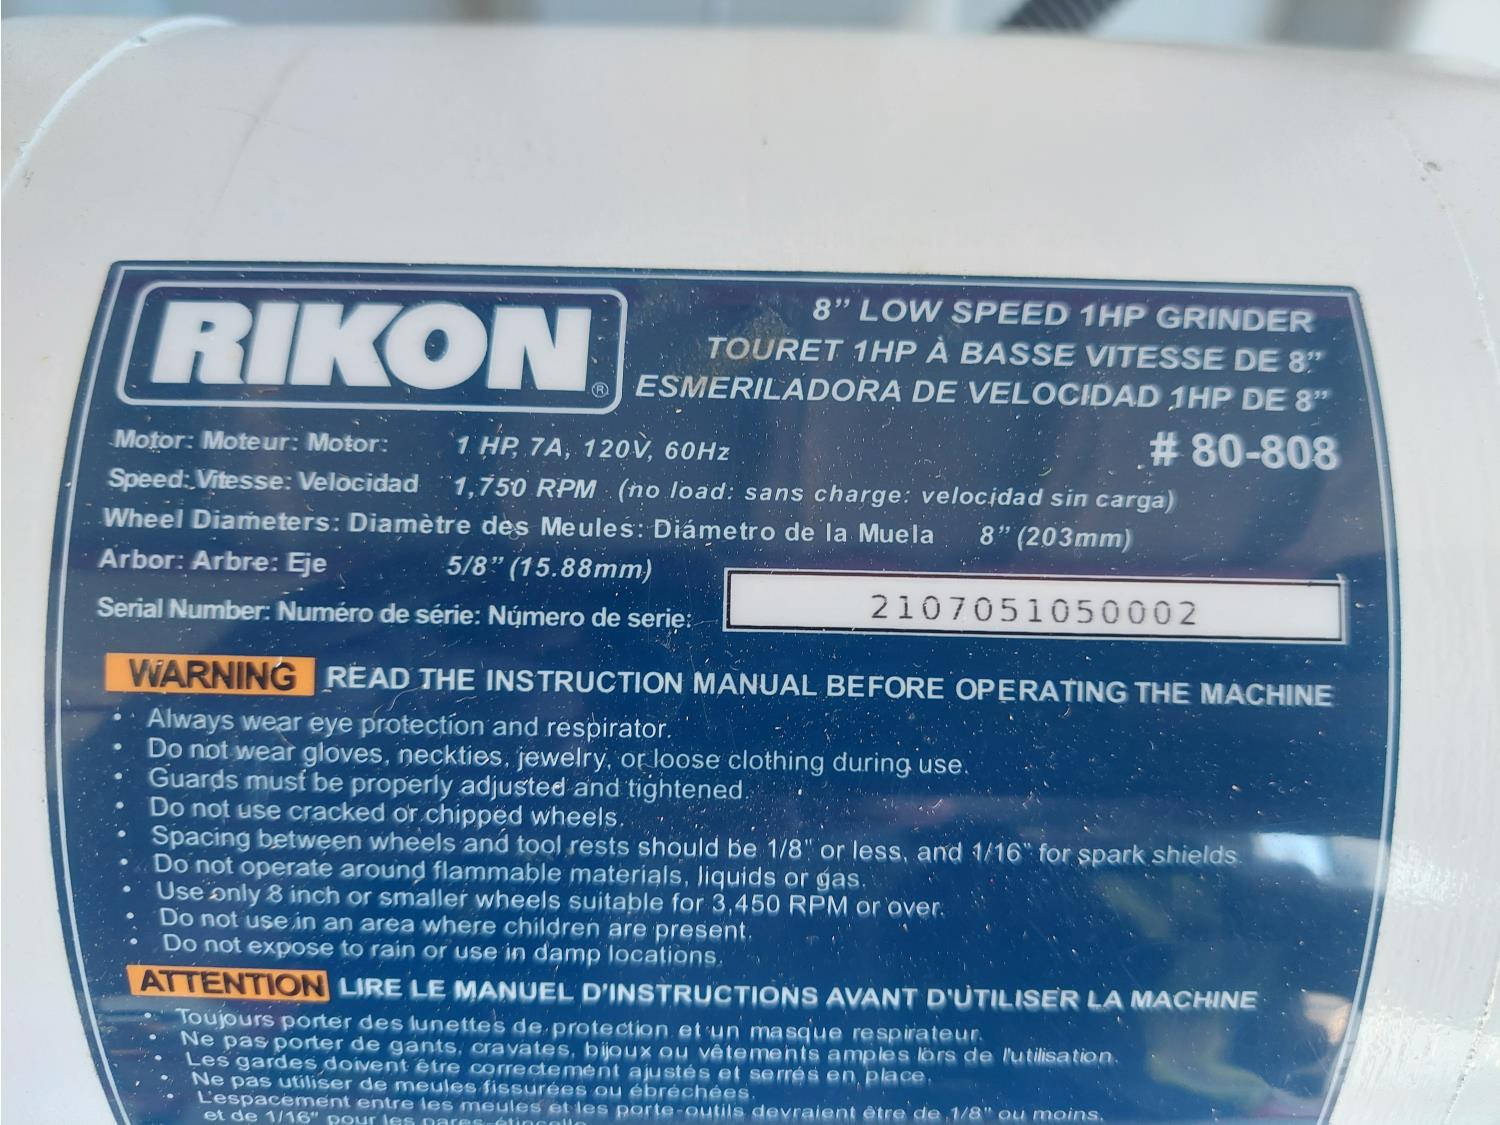 RIKON®
8” LOW SPEED 1HP GRINDER
TOURET 1HP À BASSE VITESSE DE 8”
ESMERILADORA DE VELOCIDAD 1HP DE 8”
# 80-808
Motor: Moteur: Motor: 1 HP, 7A, 120V, 60Hz
Speed: Vitesse: Velocidad 1,750 RPM (no load: sans charge: velocidad sin carga)
Wheel Diameters: Diamètre des Meules: Diámetro de la Muela 8” (203mm)
Arbor: Arbre: Eje 5/8” (15.88mm)
Serial Number: Numéro de série: Número de serie: 2107051050002
WARNING READ THE INSTRUCTION MANUAL BEFORE OPERATING THE MACHINE
• Always wear eye protection and respirator.
• Do not wear gloves, neckties, jewelry, or loose clothing during use.
• Guards must be properly adjusted and tightened.
• Do not use cracked or chipped wheels.
• Spacing between wheels and tool rests should be 1/8" or less, and 1/16" for spark shields.
• Do not operate around flammable materials, liquids or gas.
• Use only 8 inch or smaller wheels suitable for 3,450 RPM or over.
• Do not use in an area where children are present.
• Do not expose to rain or use in damp locations.
ATTENTION LIRE LE MANUEL D'INSTRUCTIONS AVANT D'UTILISER LA MACHINE
• Toujours porter des lunettes de protection et un masque respirateur.
• Ne pas porter de gants, cravates, bijoux ou vêtements amples lors de l'utilisation.
• Les gardes doivent être correctement ajustés et serrés en place.
• Ne pas utiliser de meules fissurées ou ébréchées.
• L'espacement entre les meules et les porte-outils devraient être de 1/8" ou moins,
et de 1/16" pour les pares-étincelle